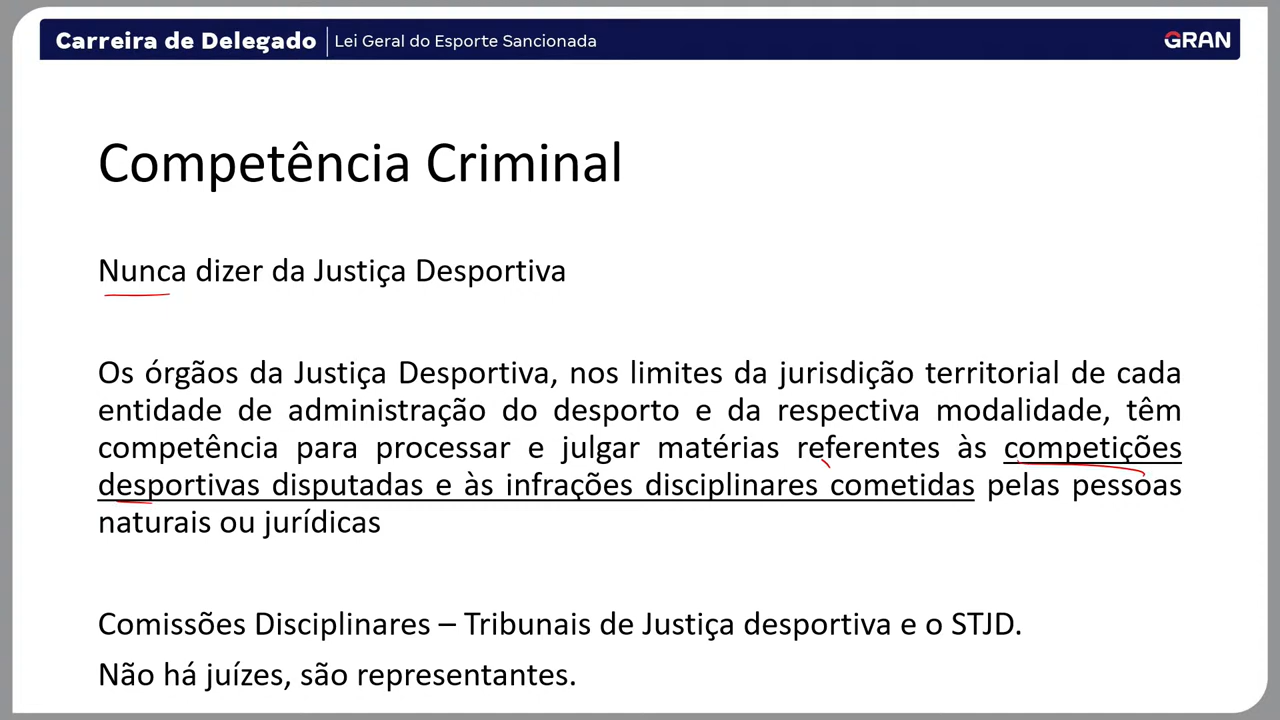 Carreira de Delegado | Lei Geral do Esporte Sancionada GRAN
Competência Criminal
Nunca dizer da Justiça Desportiva
Os órgãos da Justiça Desportiva, nos limites da jurisdição territorial de cada
entidade de administração do desporto e da respectiva modalidade, têm
competência para processar e julgar matérias referentes às competições
desportivas disputadas e às infrações disciplinares cometidas pelas pessoas
naturais ou jurídicas
Comissões Disciplinares – Tribunais de Justiça desportiva e o STJD.
Não há juízes, são representantes.